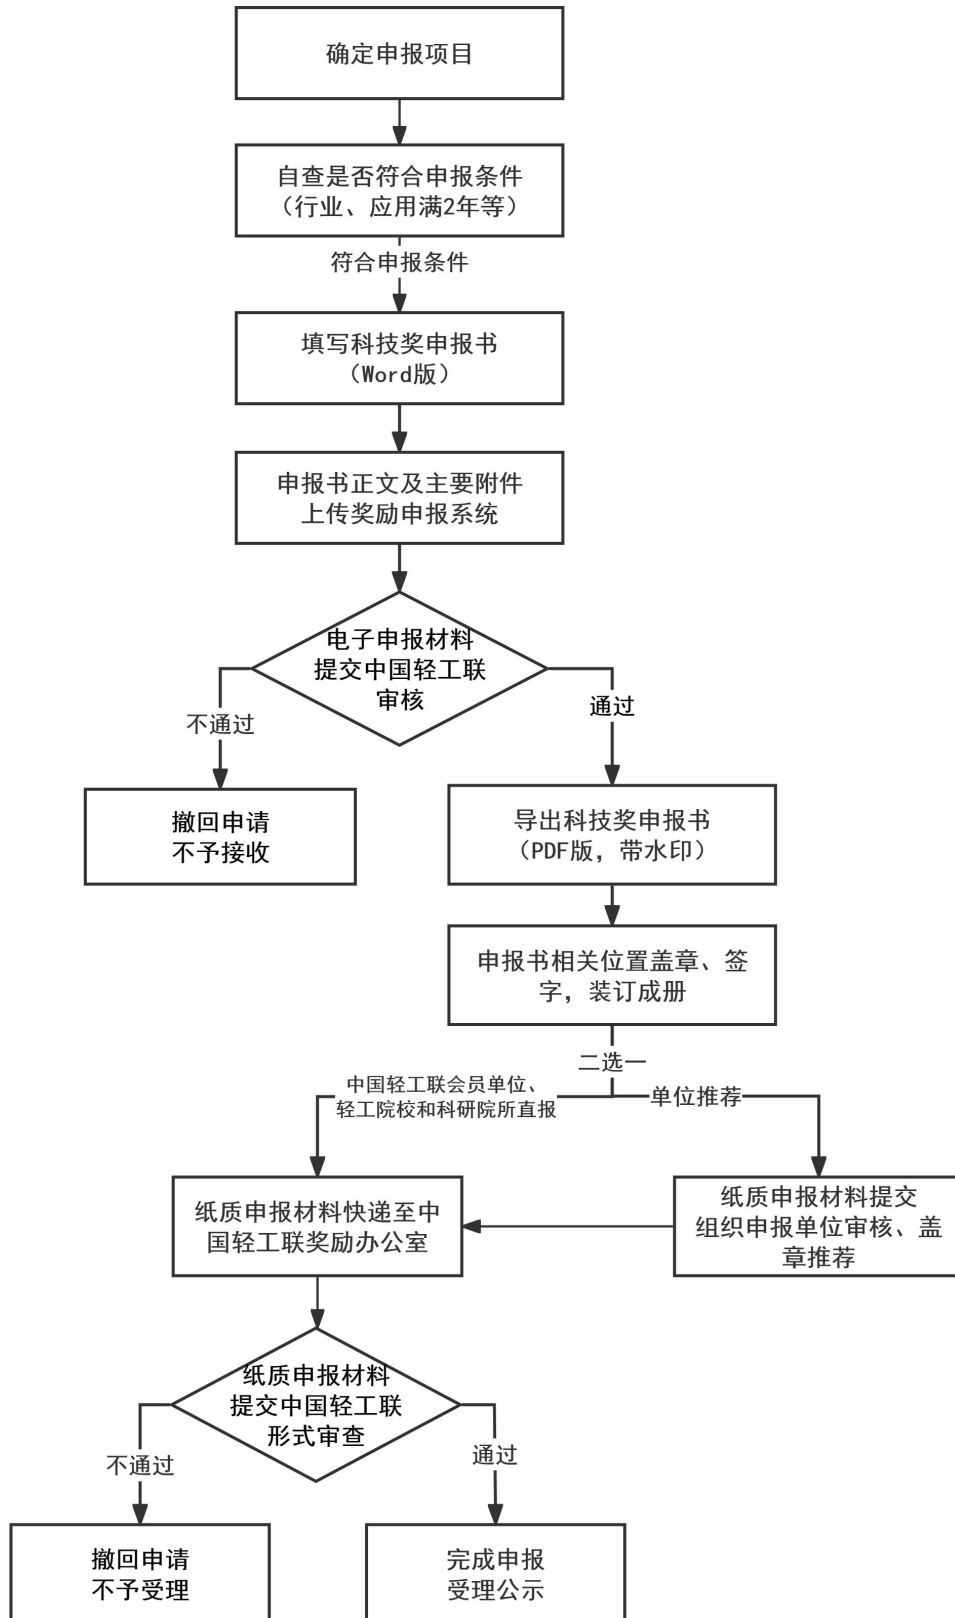 确定申报项目
自查是否符合申报条件
（行业、应用满2年等）
符合申报条件
填写科技奖申报书
（Word版）
申报书正文及主要附件
上传奖励申报系统
电子申报材料
提交中国轻工联
审核
不通过
通过
撤回申请
不予接收
导出科技奖申报书
（PDF版，带水印）
申报书相关位置盖章、签
字，装订成册
二选一
中国轻工联会员单位、
轻工院校和科研院所直报
单位推荐
纸质申报材料快递至中
国轻工联奖励办公室
纸质申报材料提交
组织申报单位审核、盖
章推荐
纸质申报材料
提交中国轻工联
形式审查
不通过
通过
撤回申请
不予受理
完成申报
受理公示